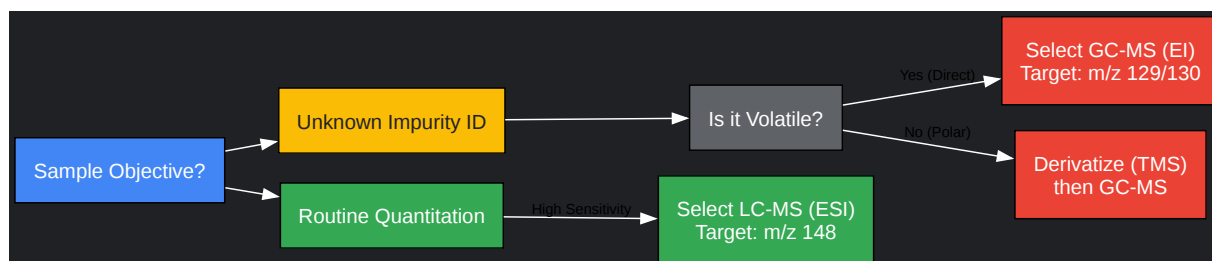 Sample Objective?
Unknown Impurity ID
Routine Quantitation
High Sensitivity
Select LC-MS (ESI)
Target: m/z 148
Is it Volatile?
Yes (Direct)
Select GC-MS (EI)
Target: m/z 129/130
No (Polar)
Derivatize (TMS)
then GC-MS